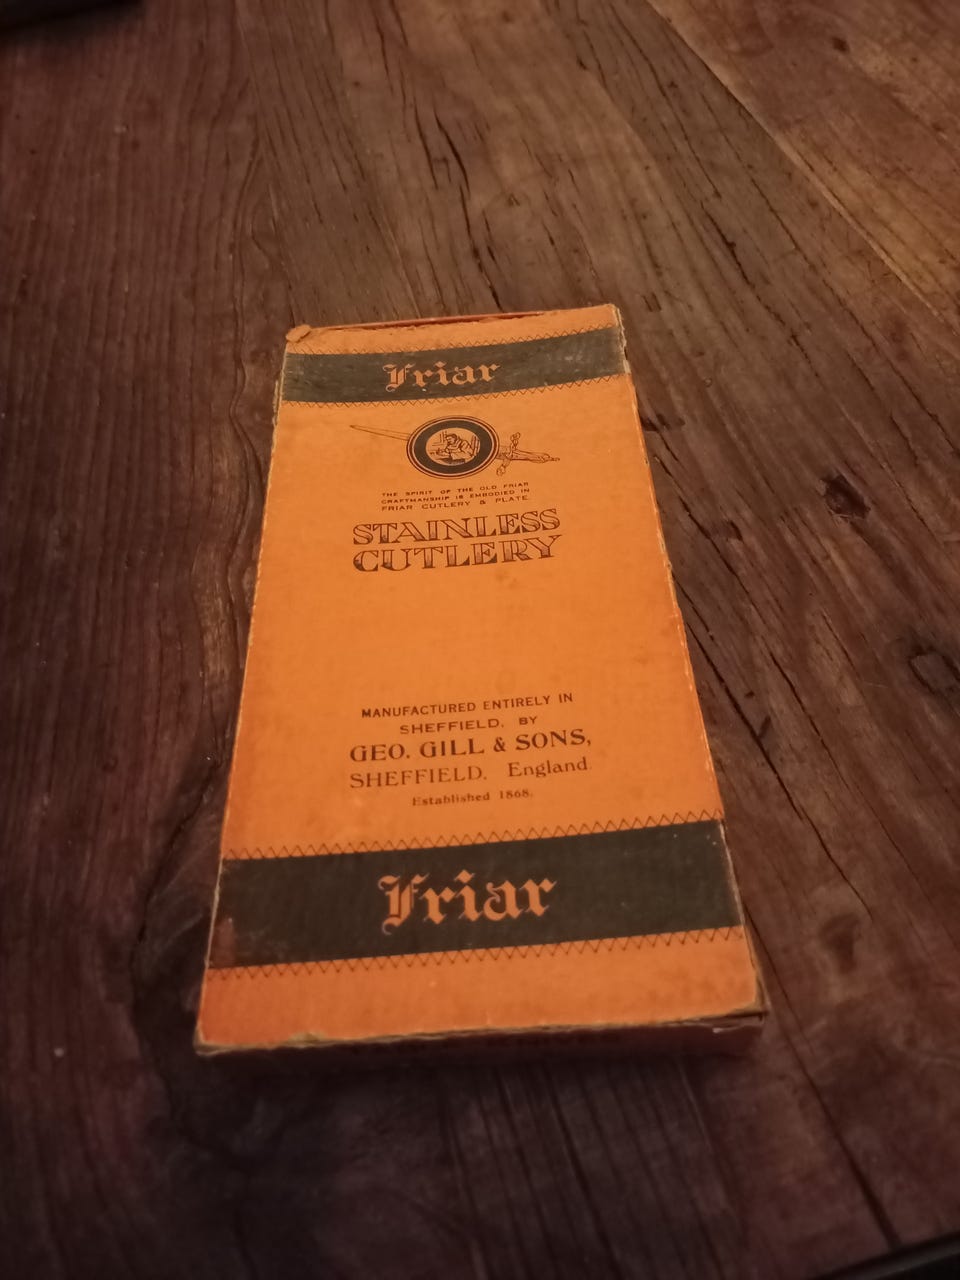 Friar
THE SPIRIT OF THE OLD FRIAR
CRAFTMANSHIP IS EMBODIED IN
FRIAR CUTLERY & PLATE.
STAINLESS
CUTLERY
MANUFACTURED ENTIRELY IN
SHEFFIELD, BY
GEO. GILL & SONS,
SHEFFIELD, England
Established 1868.
Friar